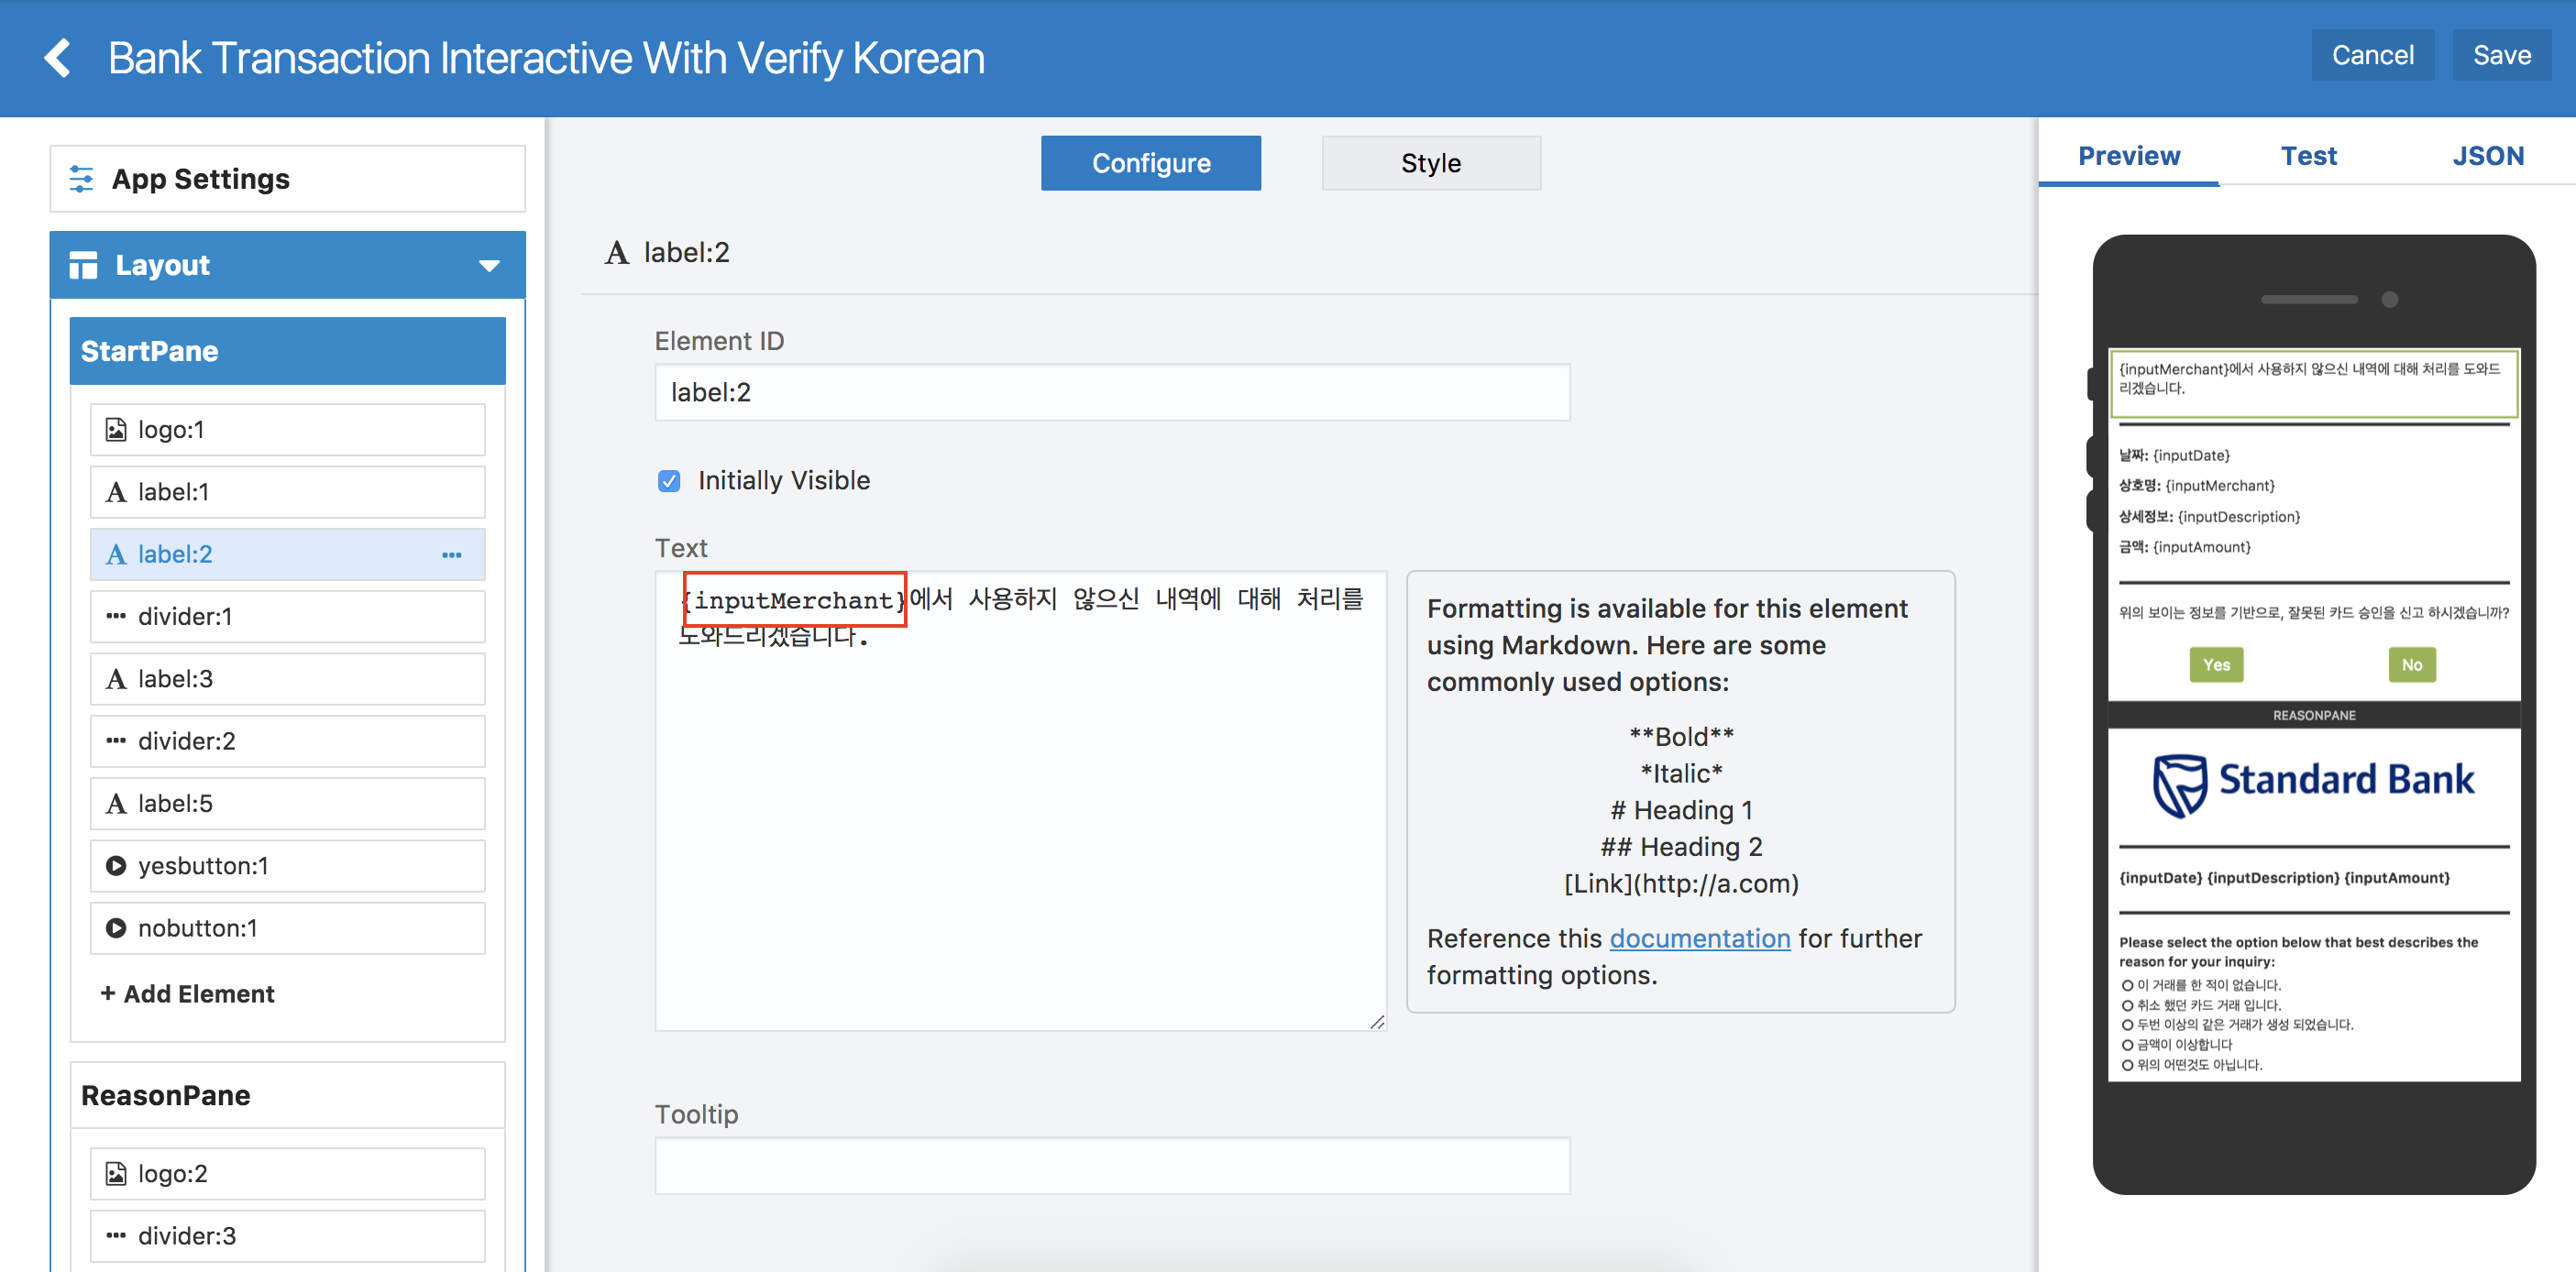 Bank Transaction Interactive With Verify Korean
Cancel
Save
App Settings
Layout
StartPane
logo:1
label:1
label:2
divider:1
label:3
divider:2
label:5
yesbutton:1
nobutton:1
+ Add Element
ReasonPane
logo:2
divider:3
Configure
Style
A label:2
Element ID
label:2
Initially Visible
Text
{inputMerchant}에서 사용하지 않으신 내역에 대해 처리를
도와드리겠습니다.
Formatting is available for this element
using Markdown. Here are some
commonly used options:
**Bold**
*Italic*
# Heading 1
## Heading 2
[Link](http://a.com)
Reference this documentation for further
formatting options.
Tooltip
Preview
Test
JSON
{inputMerchant}에서 사용하지 않으신 내역에 대해 처리를 도와드
리겠습니다.
날짜: {inputDate}
상호명: {inputMerchant}
상세정보: {inputDescription}
금액: {inputAmount}
위의 보이는 정보를 기반으로, 잘못된 카드 승인을 신고 하시겠습니까?
Yes
No
REASONPANE
Standard Bank
{inputDate} {inputDescription} {inputAmount}
Please select the option below that best describes the
reason for your inquiry:
이 거래를 한 적이 없습니다.
취소 했던 카드 거래 입니다.
두번 이상의 같은 거래가 생성 되었습니다.
금액이 이상합니다
위의 어떤것도 아닙니다.